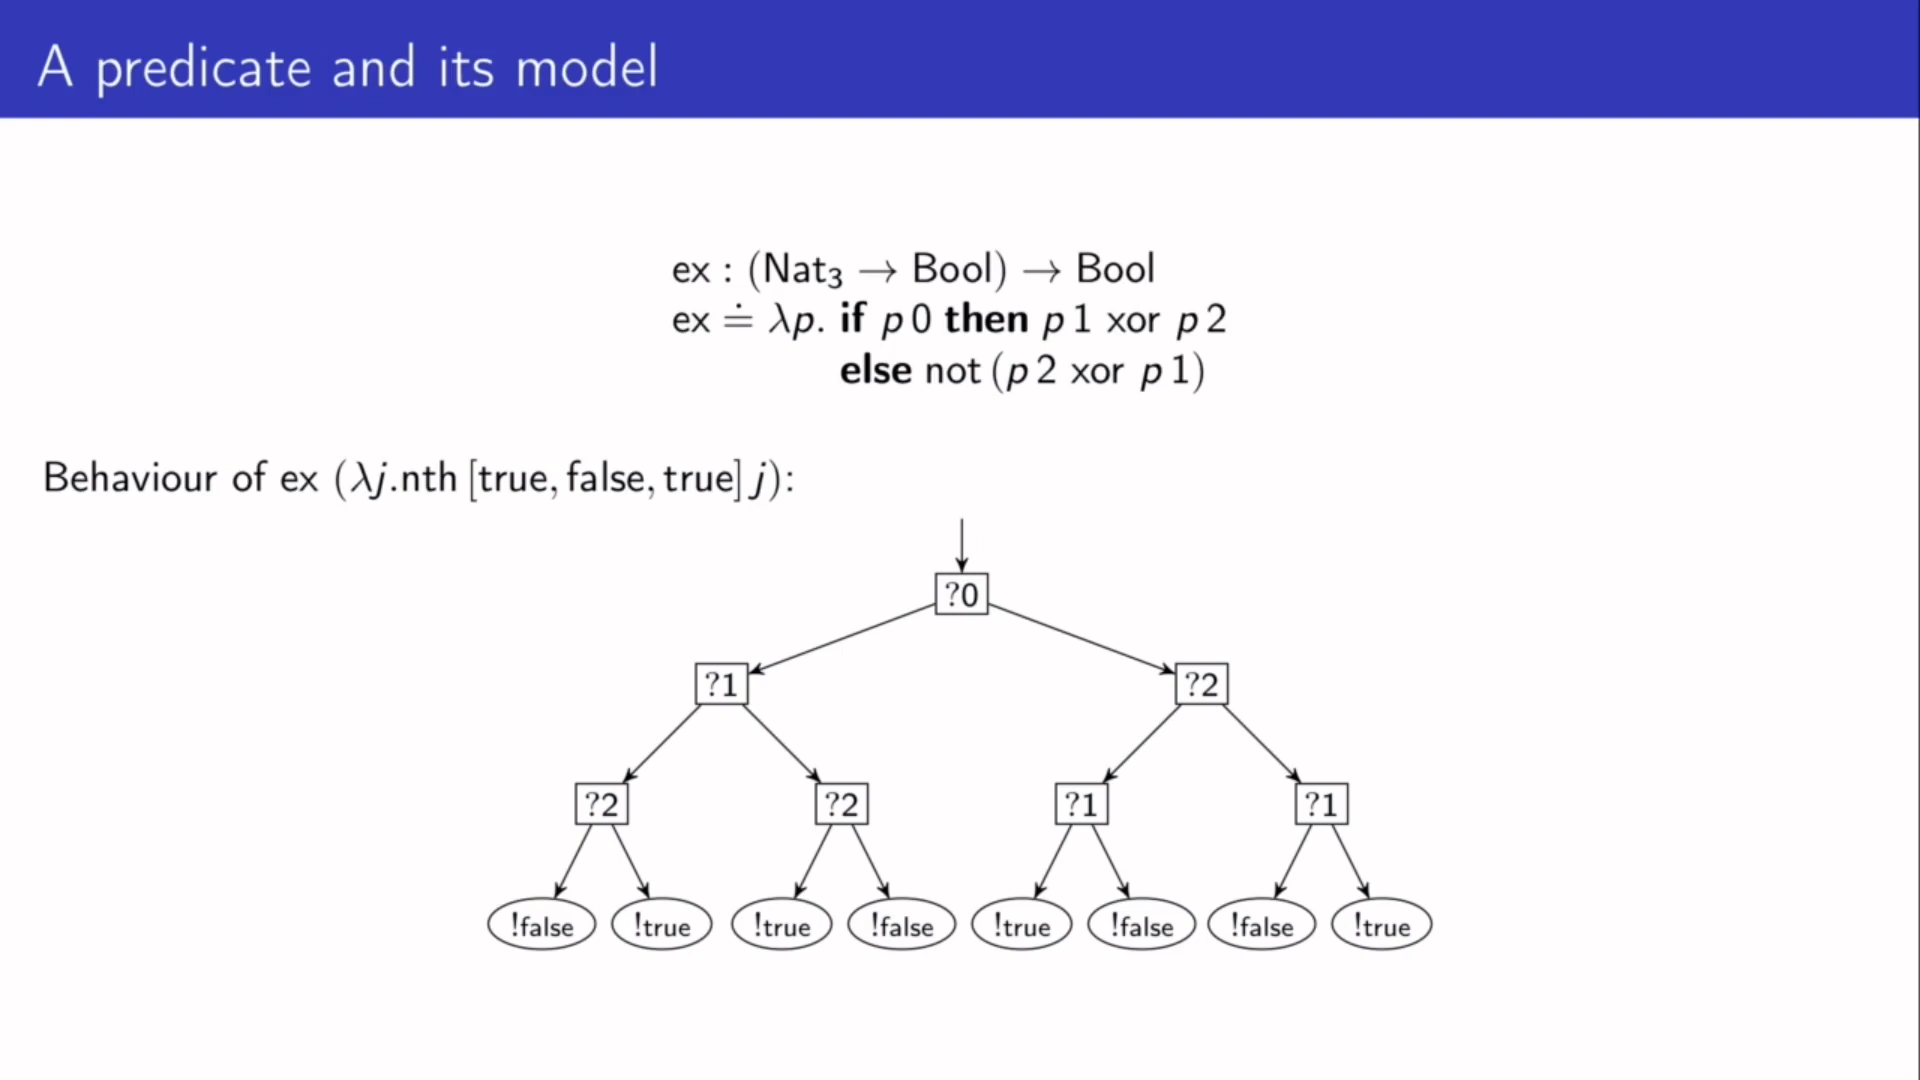 A predicate and its model
ex : (Nat₃ → Bool) → Bool
ex ≐ λp. if p 0 then p 1 xor p 2
else not (p 2 xor p 1)
Behaviour of ex (λj.nth [true, false, true] j):
?0
?1 ?2
?2 ?2 ?1 ?1
!false !true !true !false !true !false !false !true